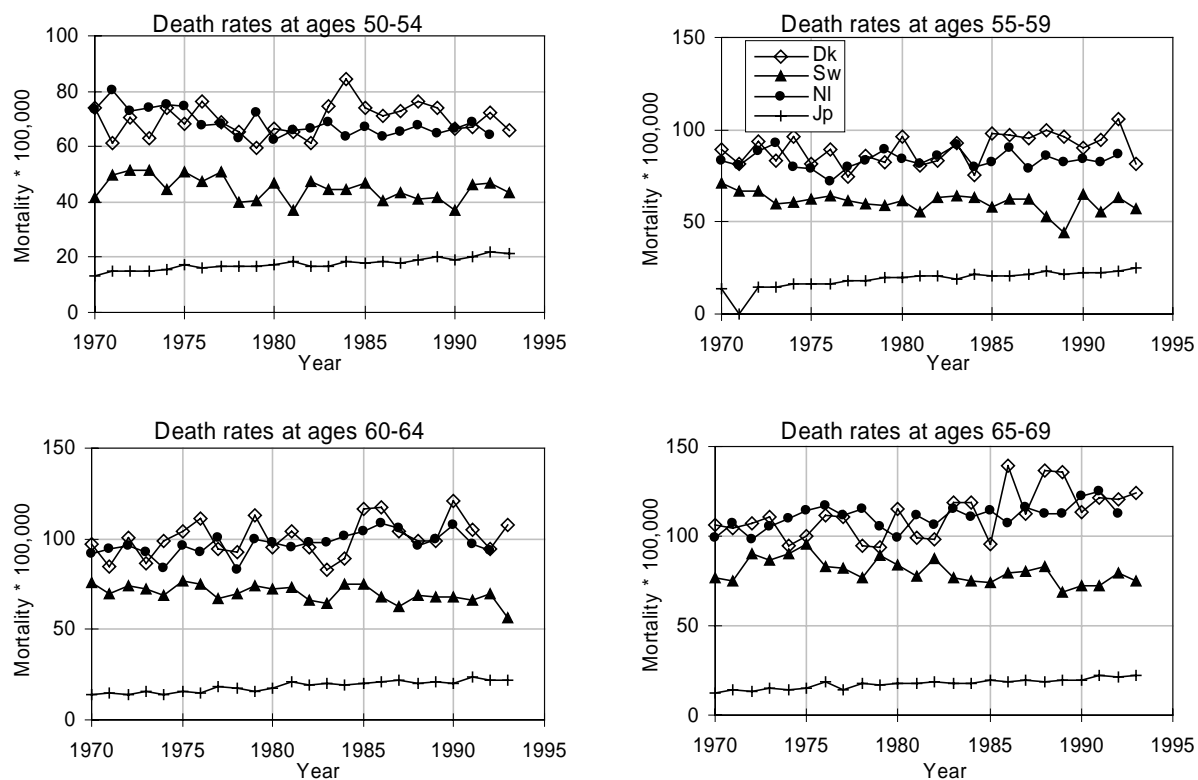 Death rates at ages 50-54
100
80
60
40
20
0
Mortality * 100,000
1970 1975 1980 1985 1990 1995
Year
Death rates at ages 55-59
150
100
50
0
Mortality * 100,000
Dk
Sw
Nl
Jp
1970 1975 1980 1985 1990 1995
Year
Death rates at ages 60-64
150
100
50
0
Mortality * 100,000
1970 1975 1980 1985 1990 1995
Year
Death rates at ages 65-69
150
100
50
0
Mortality * 100,000
1970 1975 1980 1985 1990 1995
Year